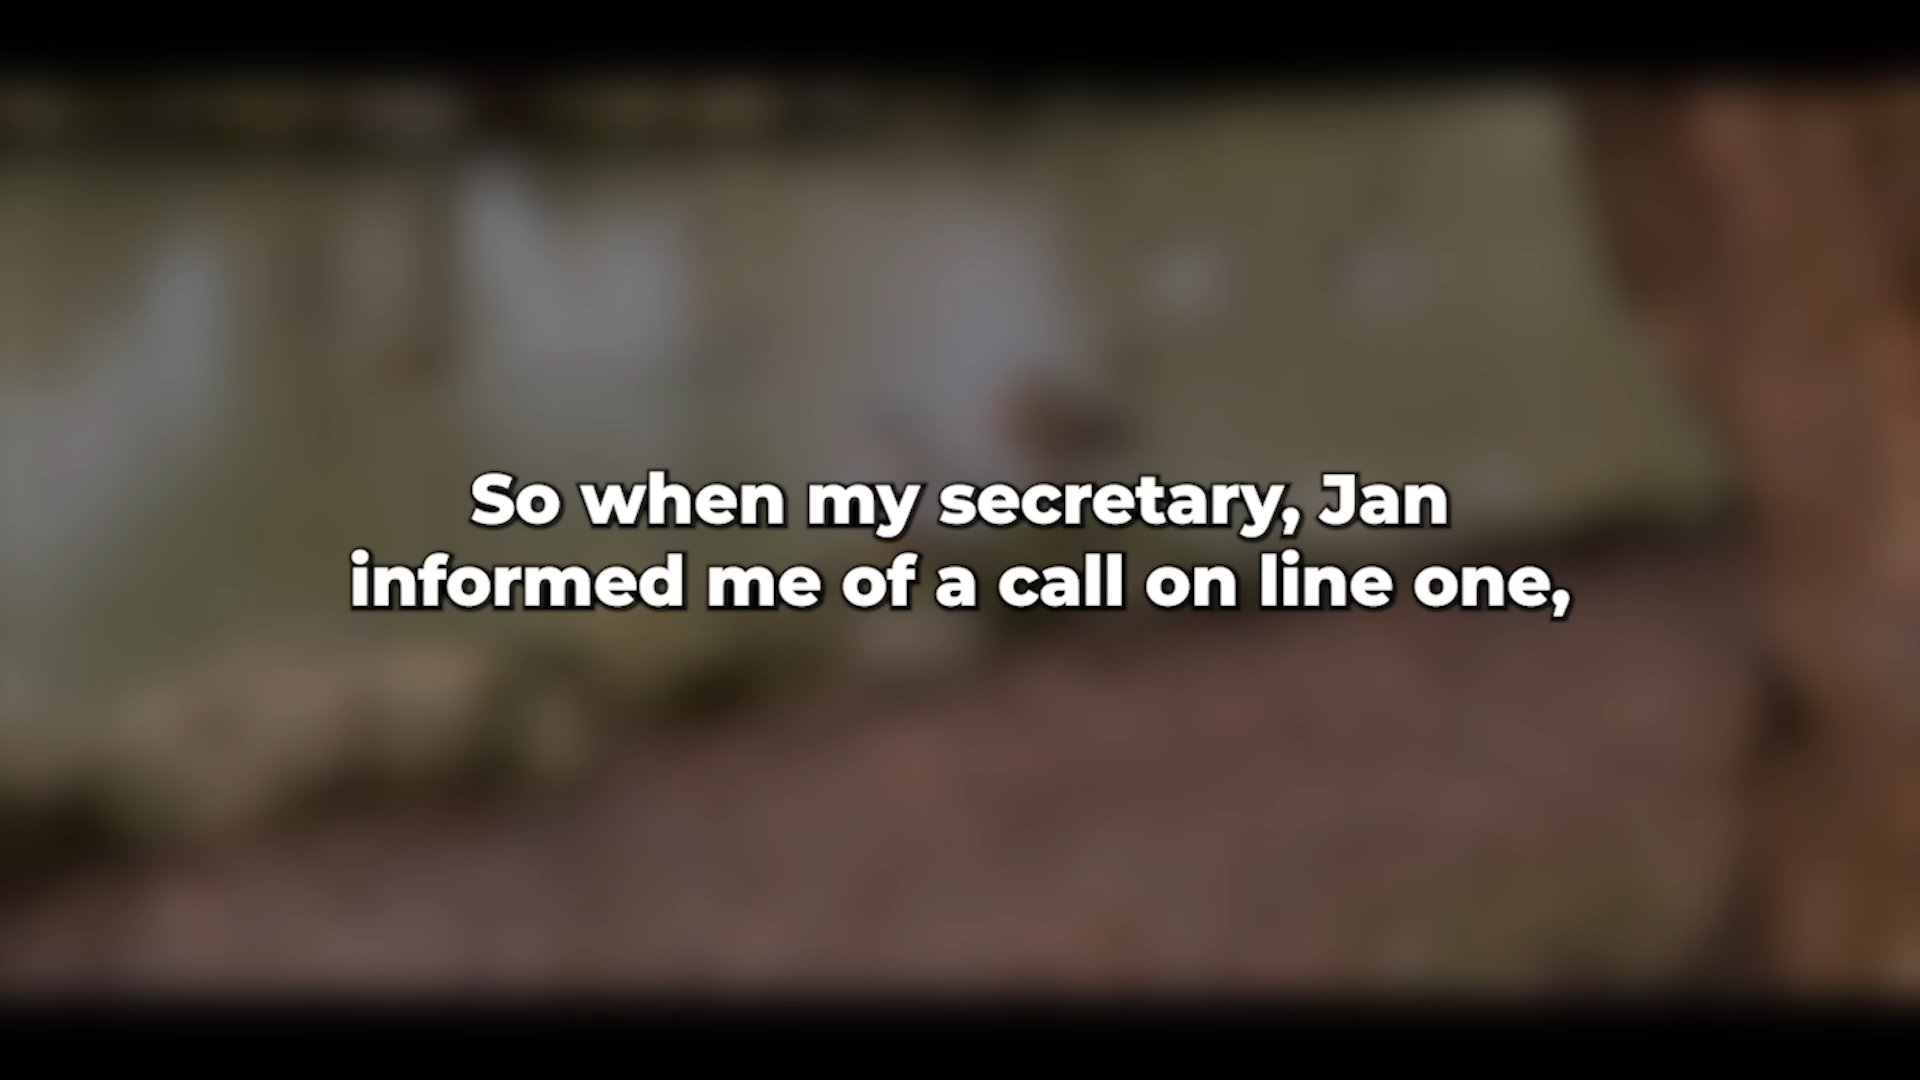 So when my secretary, Jan
informed me of a call on line one,